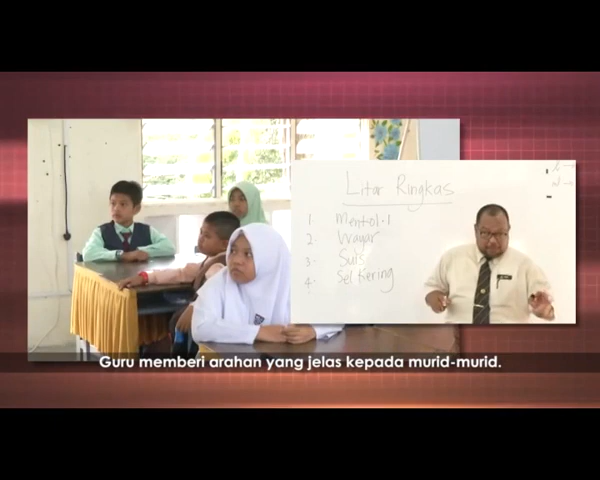 Litar Ringkas
1. Mentol.1
2. Wayar
3. Suis
4. Sel Kering
Guru memberi arahan yang jelas kepada murid-murid.